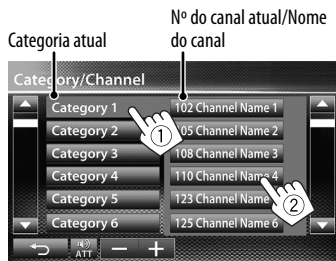 Nº do canal atual/Nome
do canal
Categoria atual
Category/Channel
Category 1
102 Channel Name 1
Category 2
105 Channel Name 2
Category 3
108 Channel Name 3
Category 4
110 Channel Name 4
Category 5
123 Channel Name
Category 6
125 Channel Name 6
1
2
ATT